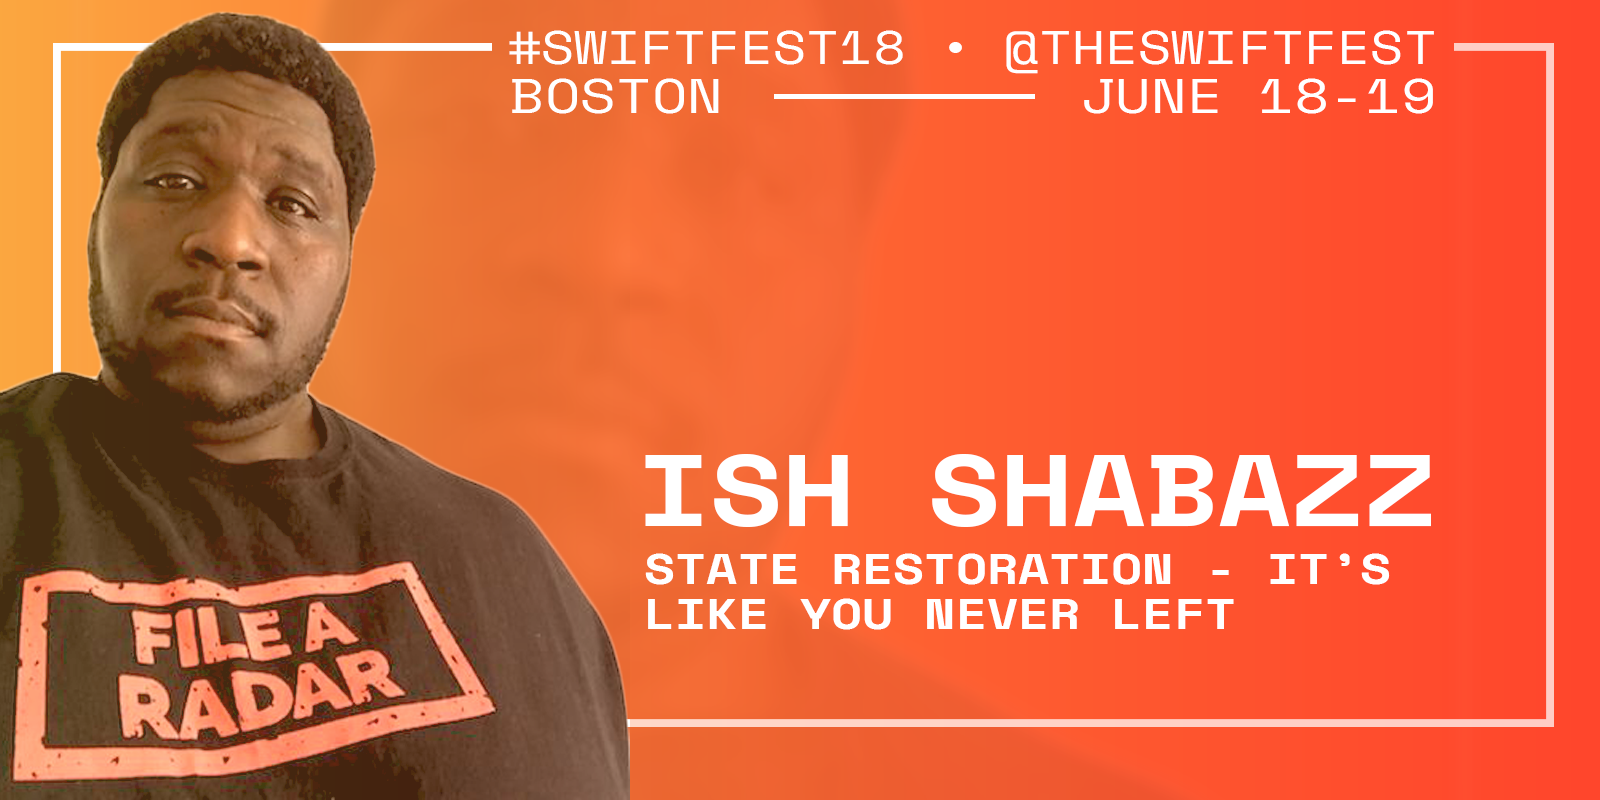 #SWIFTFEST18 • @THESWIFTFEST
BOSTON JUNE 18-19
ISH SHABAZZ
STATE RESTORATION - IT'S
LIKE YOU NEVER LEFT
FILE A
RADAR